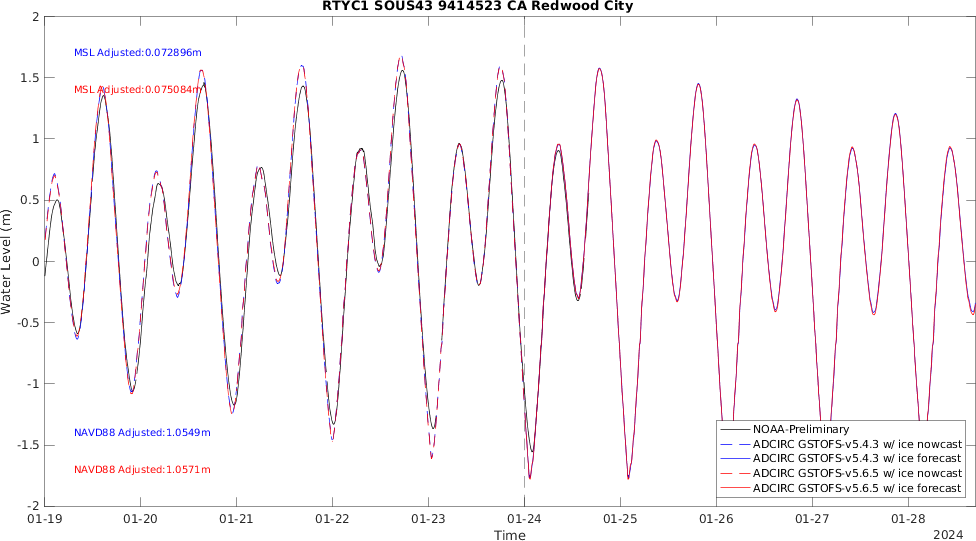 RTYC1 SOUS43 9414523 CA Redwood City
2
1.5
1
0.5
0
-0.5
-1
-1.5
-2
Water Level (m)
MSL Adjusted:0.072896m
MSL Adjusted:0.075084m
NAVD88 Adjusted:1.0549m
NAVD88 Adjusted:1.0571m
NOAA-Preliminary
ADCIRC GSTOFS-v5.4.3 w/ ice nowcast
ADCIRC GSTOFS-v5.4.3 w/ ice forecast
ADCIRC GSTOFS-v5.6.5 w/ ice nowcast
ADCIRC GSTOFS-v5.6.5 w/ ice forecast
01-19 01-20 01-21 01-22 01-23 01-24 01-25 01-26 01-27 01-28
Time
2024